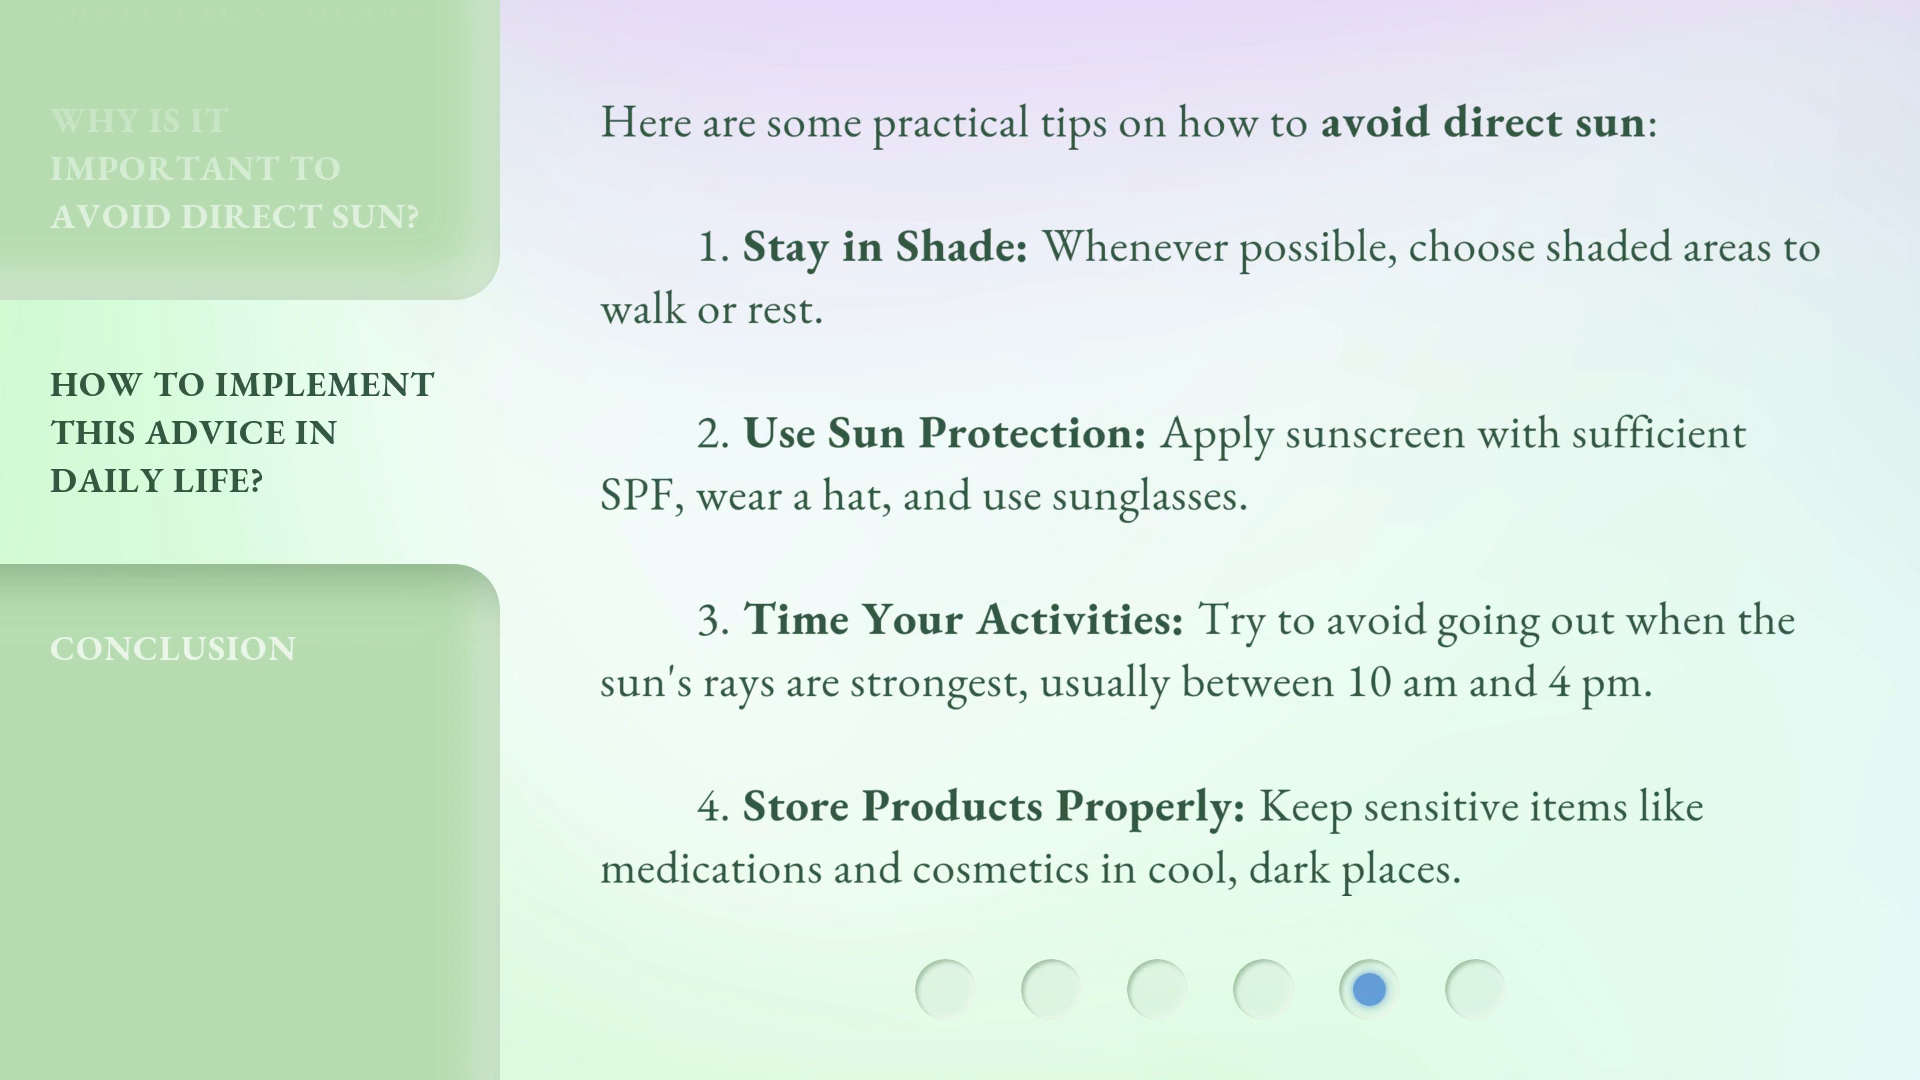 WHY IS IT
IMPORTANT TO
AVOID DIRECT SUN?
HOW TO IMPLEMENT
THIS ADVICE IN
DAILY LIFE?
CONCLUSION
Here are some practical tips on how to avoid direct sun:
1. Stay in Shade: Whenever possible, choose shaded areas to
walk or rest.
2. Use Sun Protection: Apply sunscreen with sufficient
SPF, wear a hat, and use sunglasses.
3. Time Your Activities: Try to avoid going out when the
sun's rays are strongest, usually between 10 am and 4 pm.
4. Store Products Properly: Keep sensitive items like
medications and cosmetics in cool, dark places.